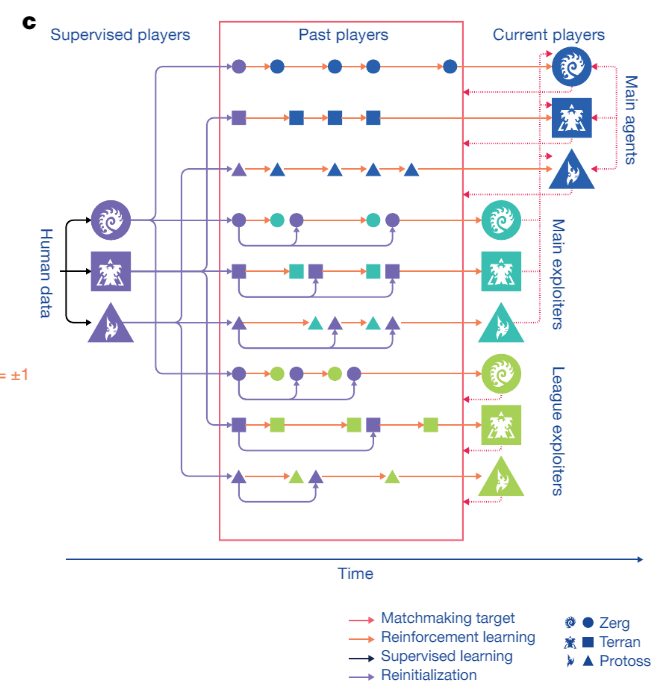 c
Supervised players
Past players
Current players
Main agents
Human data
Main exploiters
= ±1
League exploiters
Time
Matchmaking target
Reinforcement learning
Supervised learning
Reinitialization
Zerg
Terran
Protoss